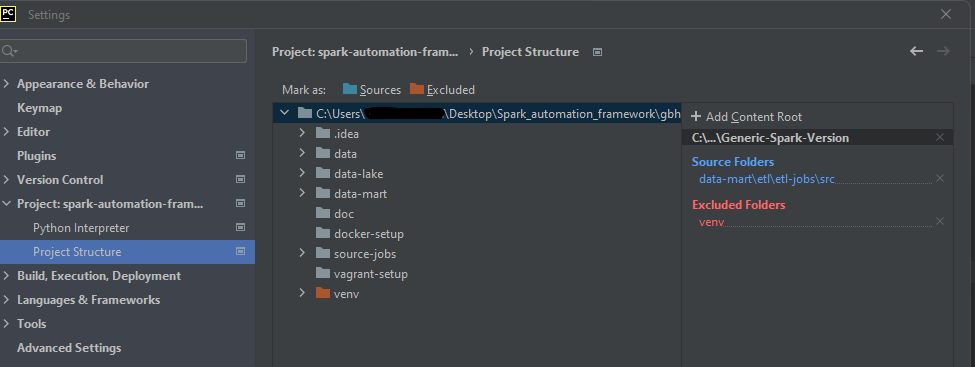 PC Settings
Project: spark-automation-fram... › Project Structure
Appearance & Behavior
Mark as: Sources Excluded
Keymap
Editor
Plugins
Version Control
Project: spark-automation-fram...
Python Interpreter
Project Structure
Build, Execution, Deployment
Languages & Frameworks
Tools
Advanced Settings
C:\Users\ \Desktop\Spark_automation_framework\gbh
.idea
data
data-lake
data-mart
doc
docker-setup
source-jobs
vagrant-setup
venv
+ Add Content Root
C:\...\Generic-Spark-Version
Source Folders
data-mart\etl\etl-jobs\src
Excluded Folders
venv